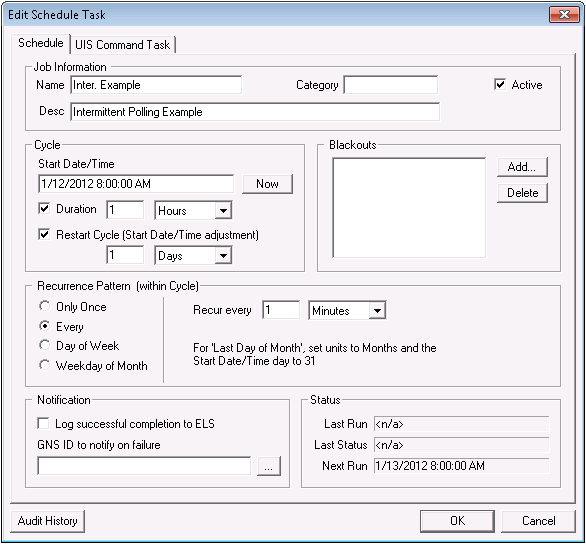 Edit Schedule Task
Schedule
UIS Command Task
Job Information
Name Inter. Example
Category
Active
Desc Intermittent Polling Example
Cycle
Start Date/Time
1/12/2012 8:00:00 AM
Now
Duration 1 Hours
Restart Cycle (Start Date/Time adjustment)
1 Days
Blackouts
Add...
Delete
Recurrence Pattern (within Cycle)
Only Once
Every
Day of Week
Weekday of Month
Recur every 1 Minutes
For 'Last Day of Month', set units to Months and the
Start Date/Time day to 31
Notification
Log successful completion to ELS
GNS ID to notify on failure
...
Status
Last Run <n/a>
Last Status <n/a>
Next Run 1/13/2012 8:00:00 AM
Audit History
OK
Cancel